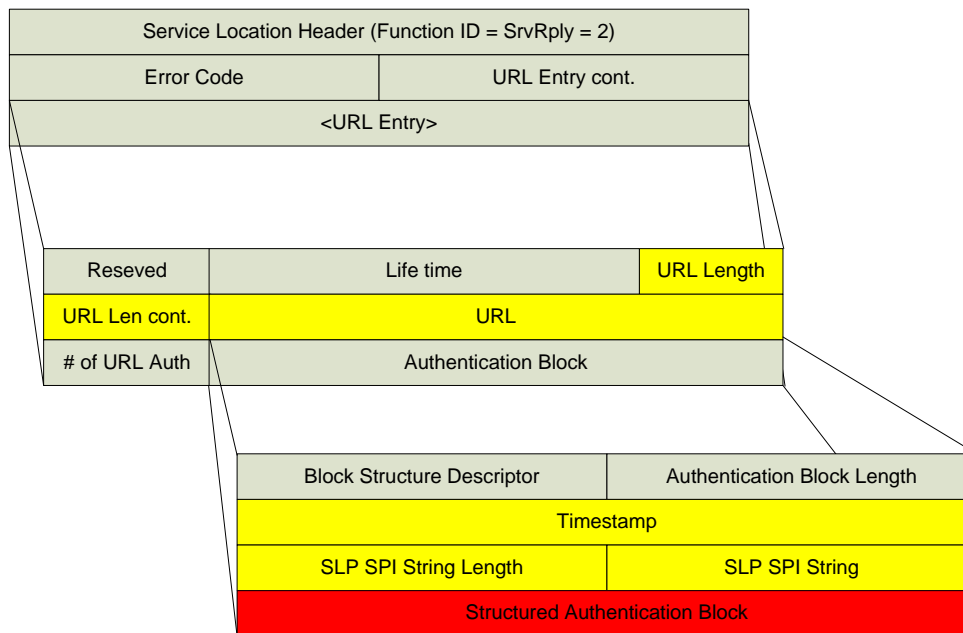 Service Location Header (Function ID = SrvRply = 2)
Error Code URL Entry cont.
<URL Entry>
Reseved Life time URL Length
URL Len cont. URL
# of URL Auth Authentication Block
Block Structure Descriptor Authentication Block Length
Timestamp
SLP SPI String Length SLP SPI String
Structured Authentication Block